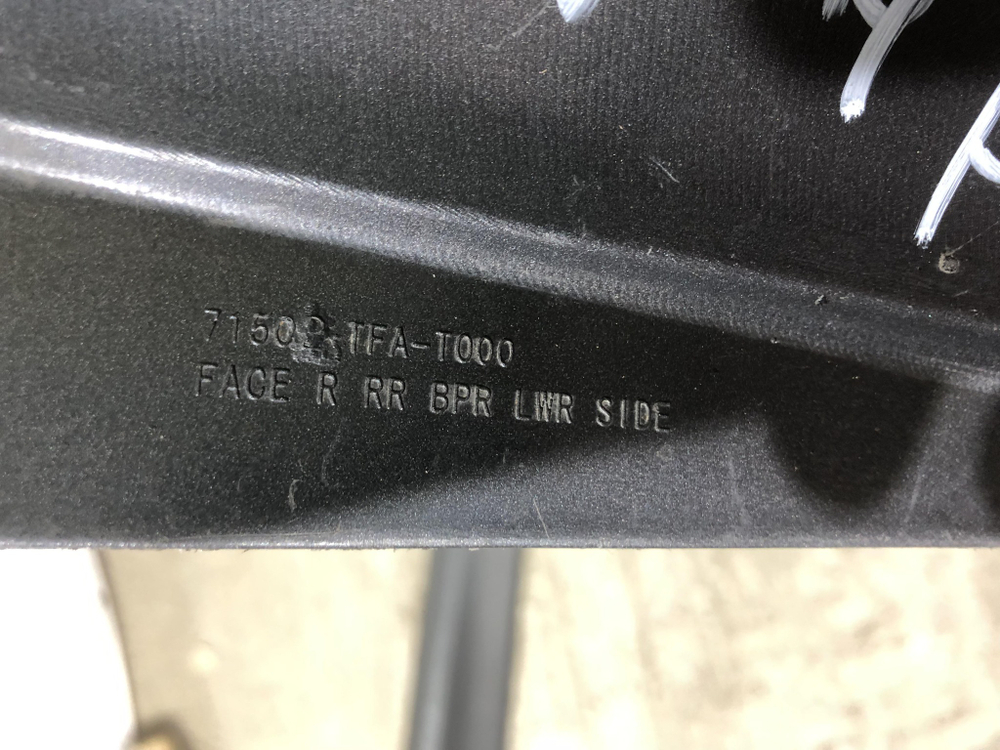 71502-TFA-T000
FACE R RR BPR LWR SIDE